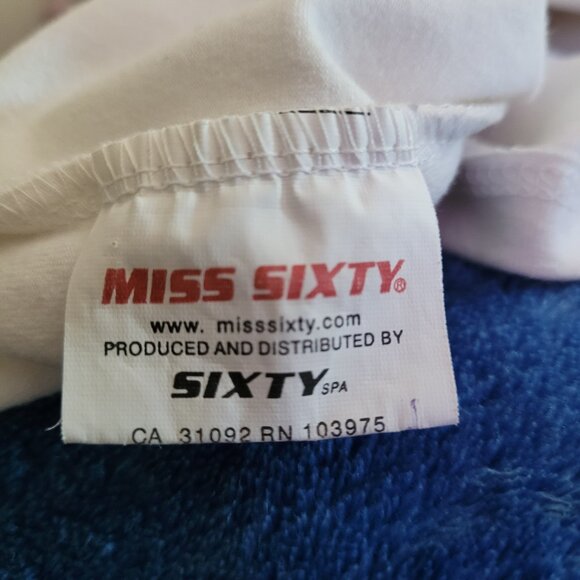 MISS SIXTY®
www. misssixty.com
PRODUCED AND DISTRIBUTED BY
SIXTY SPA
CA 31092 RN 103975